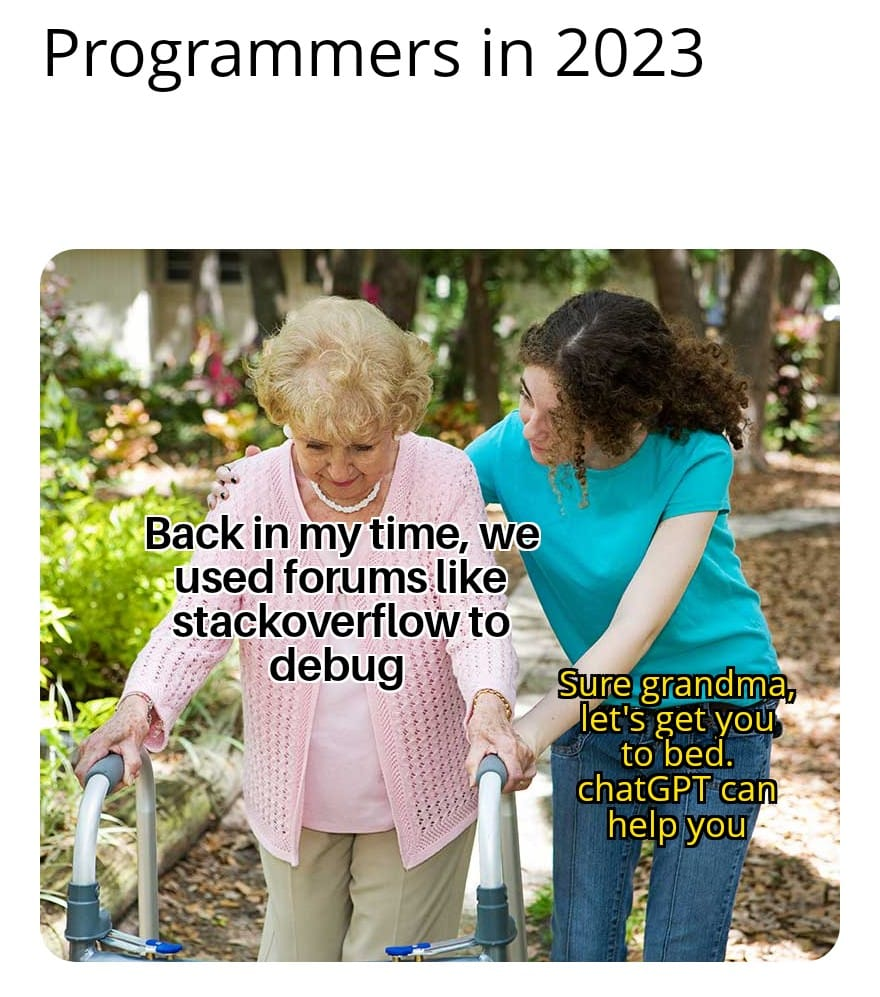 Programmers in 2023
Back in my time, we
used forums like
stackoverflow to
debug
Sure grandma,
let's get you
to bed.
chatGPT can
help you